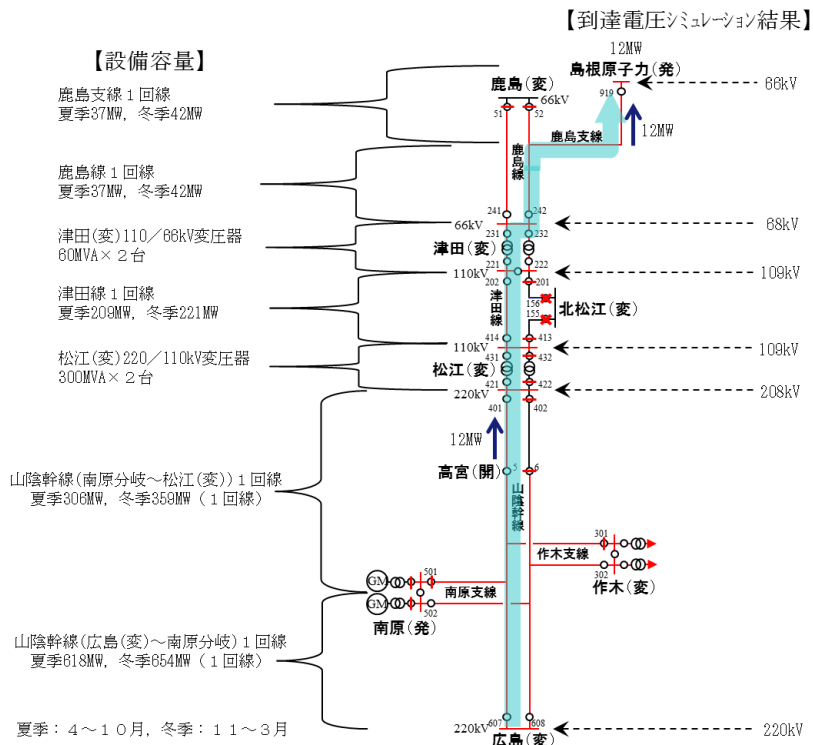 【到達電圧シミュレーション結果】
12MW
【設備容量】
島根原子力(発)
鹿島(変)
66kV
919
鹿島支線１回線
夏季37MW，冬季42MW
66kV
51
52
12MW
鹿島支線
鹿島線
鹿島線１回線
夏季37MW，冬季42MW
241
242
66kV
68kV
231
232
津田(変)110／66kV変圧器
60MVA×２台
津田(変)
221
222
110kV
109kV
202
201
津田線１回線
夏季209MW，冬季221MW
津田線
156
155
北松江(変)
414
413
110kV
109kV
431
432
松江(変)220／110kV変圧器
300MVA×２台
松江(変)
421
422
220kV
208kV
401
402
12MW
高宮(開)
5
6
山陰幹線(南原分岐～松江(変))１回線
夏季306MW，冬季359MW（１回線）
山陰幹線
301
作木支線
302
作木(変)
GM
501
南原支線
GM
502
南原(発)
山陰幹線(広島(変)～南原分岐)１回線
夏季618MW，冬季654MW（１回線）
607
608
夏季：４～１０月，冬季：１１～３月
220kV
220kV
広島(変)